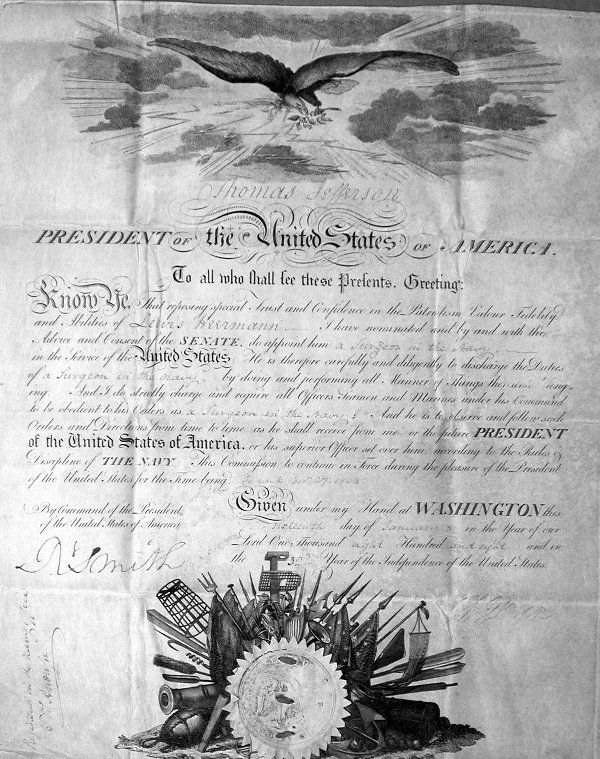 Thomas Jefferson
PRESIDENT OF the United States OF AMERICA.
To all who shall see these Presents, Greeting:
Know Ye, That reposing special Trust and Confidence in the Patriotism Valour Fidelity
and Abilities of Lewis Heermann I have nominated and by and with the
Advice and Consent of the SENATE, do appoint him a Surgeon in the Navy
in the Service of the United States. He is therefore carefully and diligently to discharge the Duties
of a Surgeon in the Navy by doing and performing all Manner of Things thereunto
And I do strictly charge and require all Officers Seamen and Marines under his Command
to be obedient to his Orders as a Surgeon in the Navy And he is to observe and follow such
Orders and Directions from time to time as he shall receive from me or the future PRESIDENT
of the United States of America, or his superior Officer set over him, according to the Rules &
Discipline of THE NAVY. This Commission to continue in Force during the pleasure of the President
of the United States for the time being.
By Command of the President
of the United States of America
Given under my Hand at WASHINGTON this
Sixteenth day of January in the Year of our
Lord One Thousand eight Hundred and eight and in
the 32d Year of the Independence of the United States.
Rt Smith